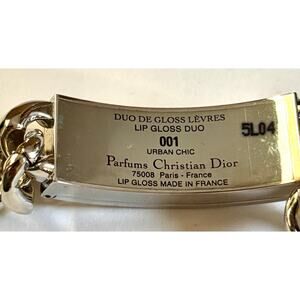 DUO DE GLOSS LÈVRES
LIP GLOSS DUO
001
URBAN CHIC
Parfums Christian Dior
75008 Paris - France
LIP GLOSS MADE IN FRANCE
5L04